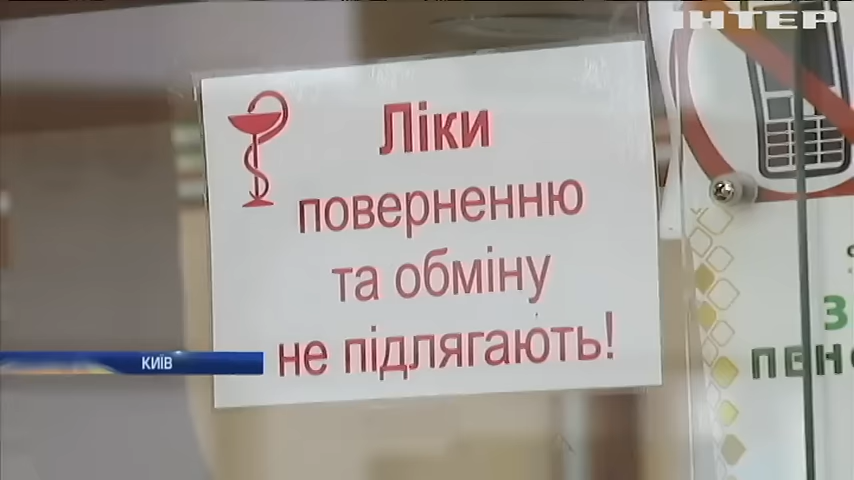 ІНТЕР
Ліки
поверненню
та обміну
не підлягають!
КИЇВ